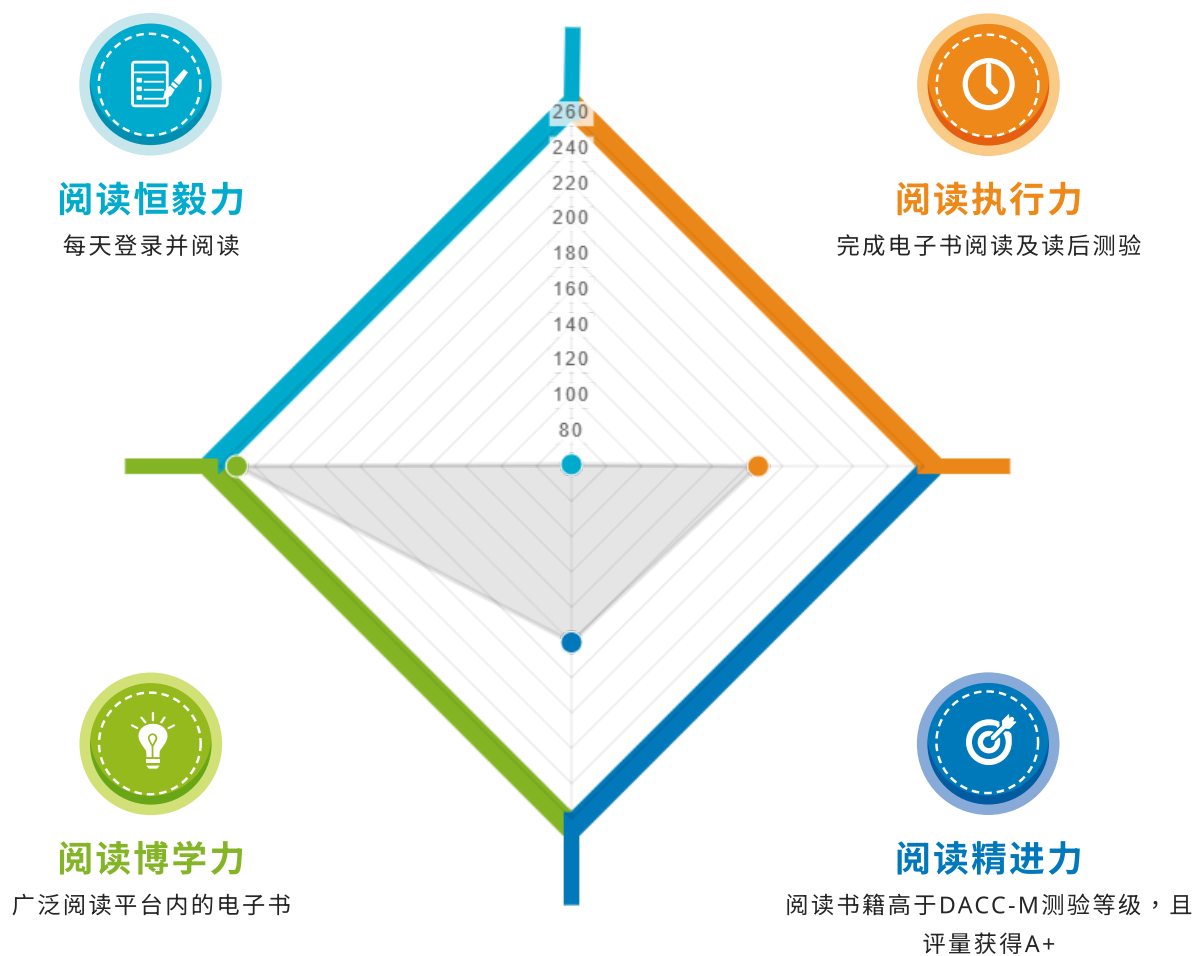 阅读恒毅力
每天登录并阅读
阅读执行力
完成电子书阅读及读后测验
260
240
220
200
180
160
140
120
100
80
阅读博学力
广泛阅读平台内的电子书
阅读精进力
阅读书籍高于DACC-M测验等级，且
评量获得A+